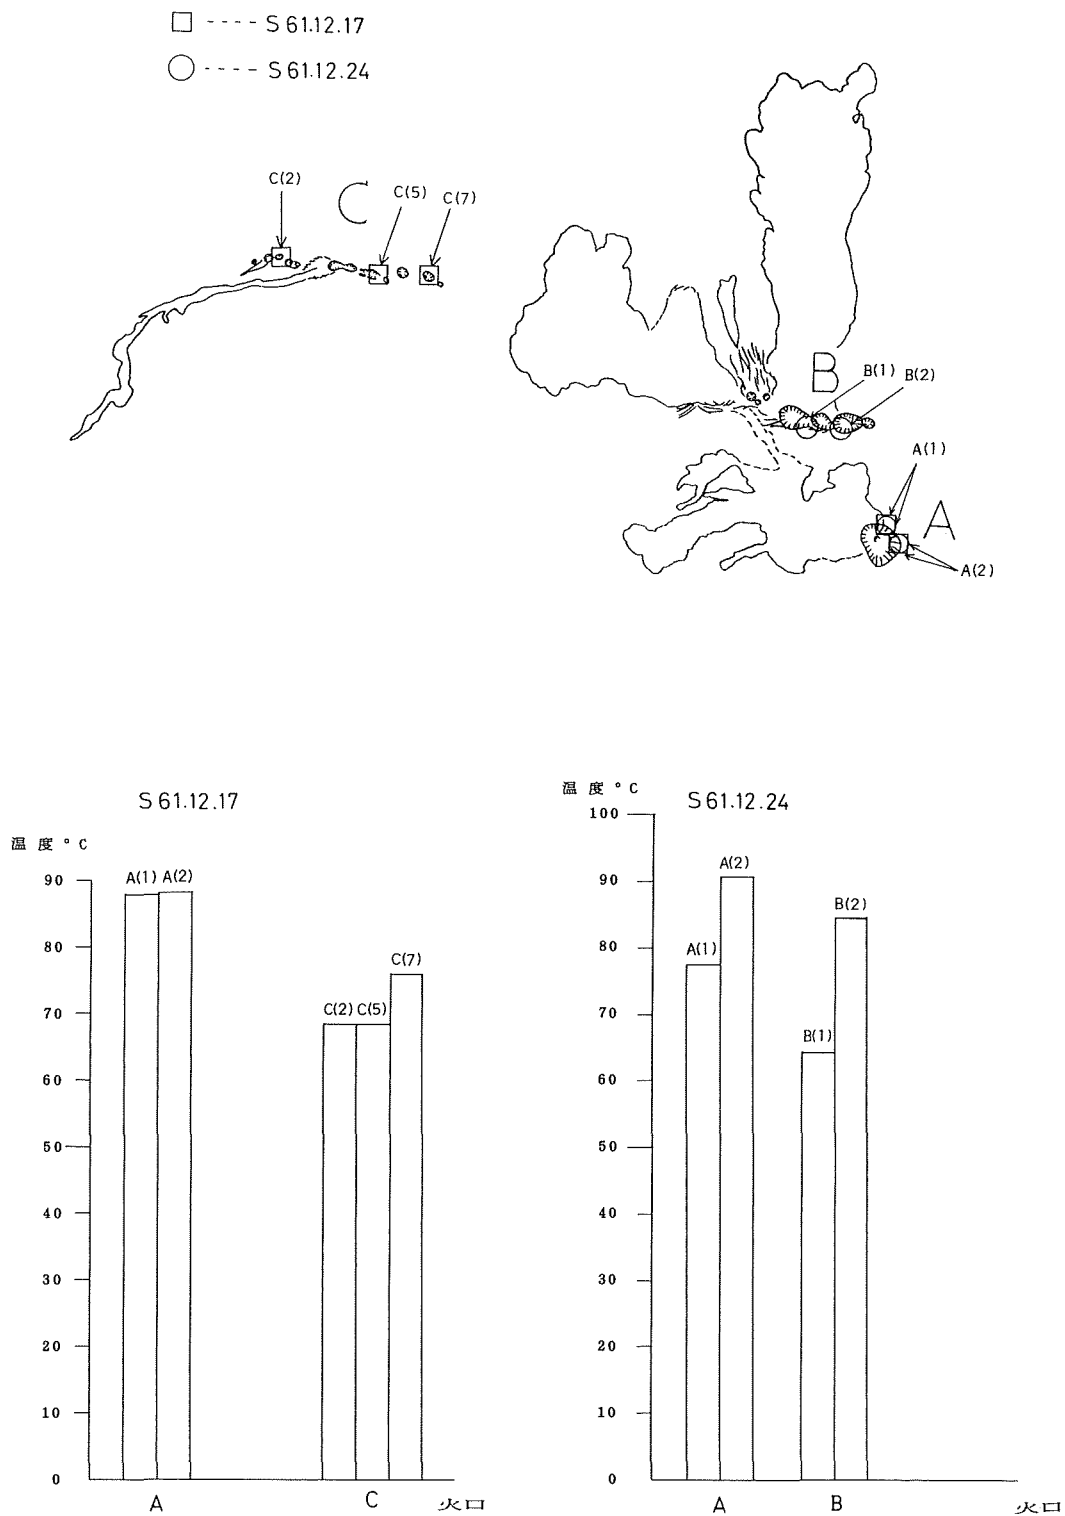 □ ---- S 61.12.17
○ ---- S 61.12.24
C(2)
C
C(5)
C(7)
B
B(1)
B(2)
A(1)
A
A(2)
S 61.12.17
温度°C
90
80
70
60
50
40
30
20
10
0
A(1) A(2)
C(2) C(5)
C(7)
A
C
火口
温度°C
S 61.12.24
100
90
80
70
60
50
40
30
20
10
0
A(1)
A(2)
B(1)
B(2)
A
B
火口